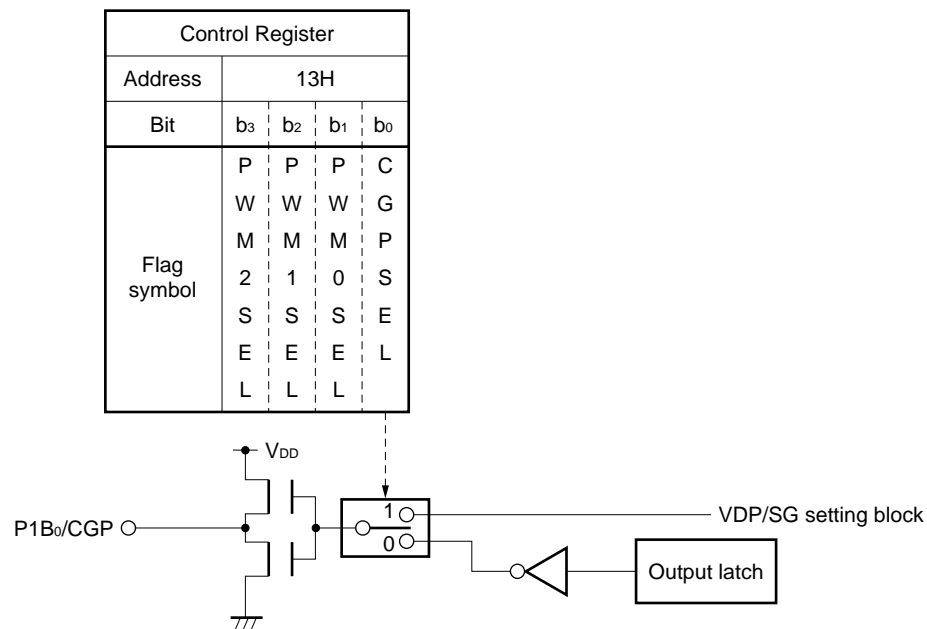 Control Register
Address 13H
Bit b3 b2 b1 b0
P P P C
W W W G
M M M P
Flag symbol
2 1 0 S
S S S E
E E E L
L L L
VDD
P1B0/CGP
1
VDP/SG setting block
0
Output latch